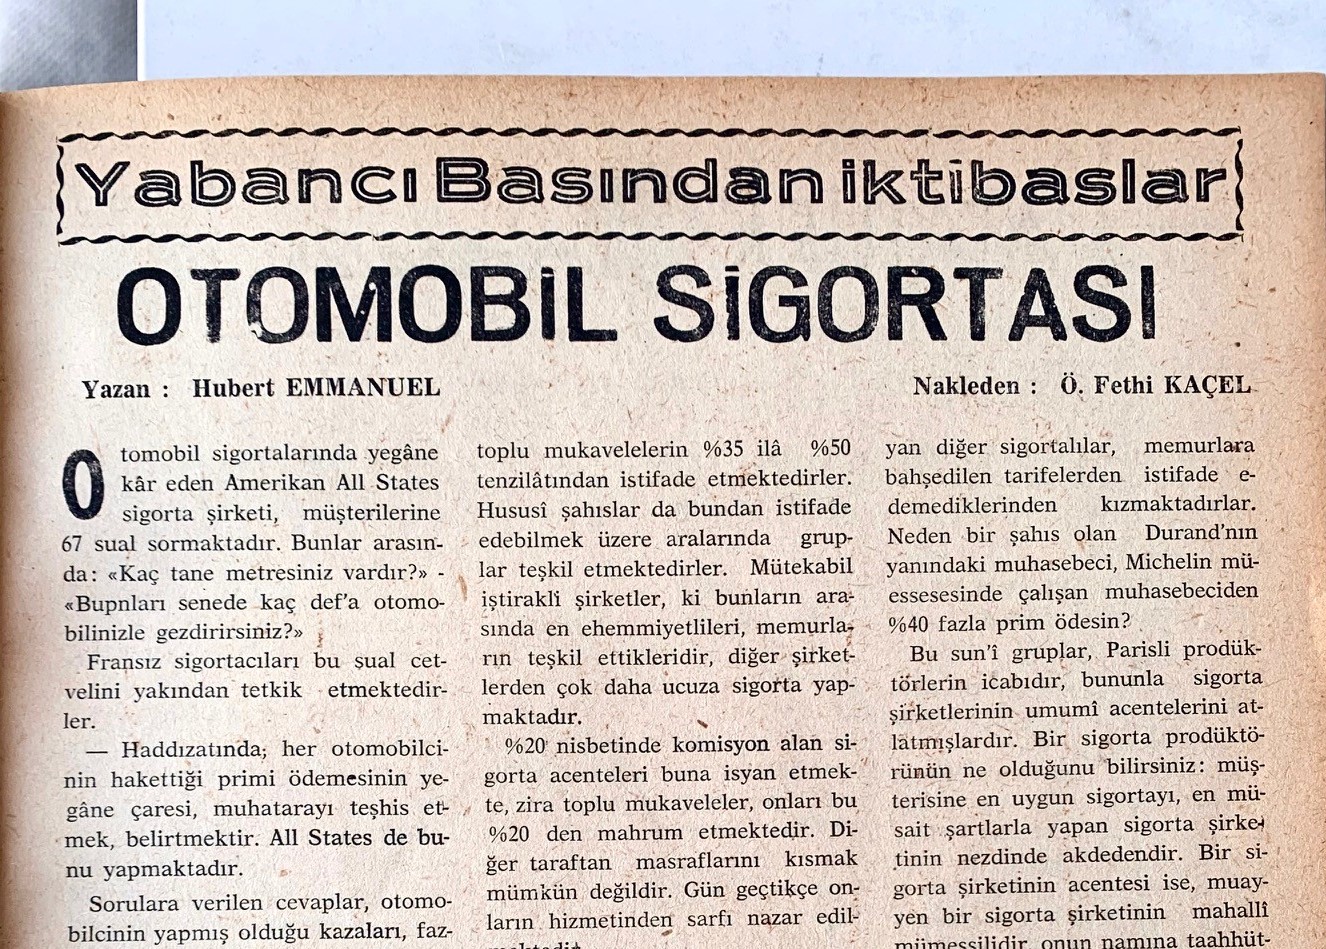 Yabancı Basından iktibaslar
OTOMOBİL SİGORTASI
Yazan : Hubert EMMANUEL
Nakleden : Ö. Fethi KAÇEL
Otomobil sigortalarında yegâne
kâr eden Amerikan All States
sigorta şirketi, müşterilerine
67 sual sormaktadır. Bunlar arasın-
da: «Kaç tane metresiniz vardır?» -
«Bupnları senede kaç def'a otomo-
bilinizle gezdirirsiniz?»
Fransız sigortacıları bu sual cet-
velini yakından tetkik etmektedir-
ler.
— Haddızatında; her otomobilci-
nin hakettiği primi ödemesinin ye-
gâne çaresi, muhatarayı teşhis et-
mek, belirtmektir. All States de bu-
nu yapmaktadır.
Sorulara verilen cevaplar, otomo-
bilcinin yapmış olduğu kazaları, faz-
toplu mukavelelerin %35 ilâ %50
tenzilâtından istifade etmektedirler.
Hususî şahıslar da bundan istifade
edebilmek üzere aralarında grup-
lar teşkil etmektedirler. Mütekabil
iştiraklî şirketler, ki bunların ara-
sında en ehemmiyetlileri, memurla-
rın teşkil ettikleridir, diğer şirket-
lerden çok daha ucuza sigorta yap-
maktadır.
%20 nisbetinde komisyon alan si-
gorta acenteleri buna isyan etmek-
te, zira toplu mukaveleler, onları bu
%20 den mahrum etmektedir. Di-
ğer taraftan masraflarını kısmak
mümkün değildir. Gün geçtikçe on-
ların hizmetinden sarfı nazar edil-
yan diğer sigortalılar, memurlara
bahşedilen tarifelerden istifade e-
demediklerinden kızmaktadırlar.
Neden bir şahıs olan Durand'nın
yanındaki muhasebeci, Michelin mü-
essesesinde çalışan muhasebeciden
%40 fazla prim ödesin?
Bu sun'î gruplar, Parisli prodük-
törlerin icabıdır, bununla sigorta
şirketlerinin umumî acentelerini at-
latmışlardır. Bir sigorta prodüktö-
rünün ne olduğunu bilirsiniz: müş-
terisine en uygun sigortayı, en mü-
sait şartlarla yapan sigorta şirke-
tinin nezdinde akdedendir. Bir si-
gorta şirketinin acentesi ise, muay-
yen bir sigorta şirketinin mahallî
mümessilidir, onun namına taahhüt-